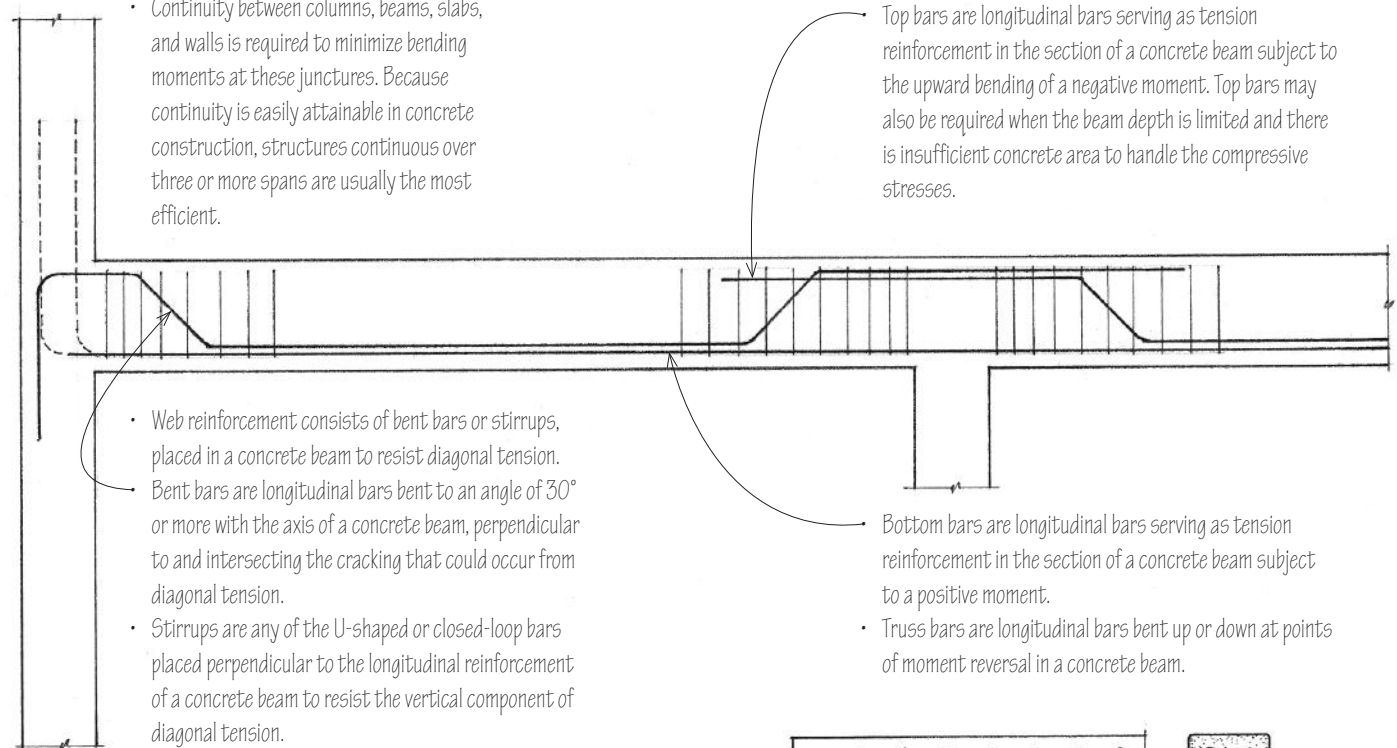 • Continuity between columns, beams, slabs,
and walls is required to minimize bending
moments at these junctures. Because
continuity is easily attainable in concrete
construction, structures continuous over
three or more spans are usually the most
efficient.
• Top bars are longitudinal bars serving as tension
reinforcement in the section of a concrete beam subject to
the upward bending of a negative moment. Top bars may
also be required when the beam depth is limited and there
is insufficient concrete area to handle the compressive
stresses.
• Web reinforcement consists of bent bars or stirrups,
placed in a concrete beam to resist diagonal tension.
• Bent bars are longitudinal bars bent to an angle of 30°
or more with the axis of a concrete beam, perpendicular
to and intersecting the cracking that could occur from
diagonal tension.
• Stirrups are any of the U-shaped or closed-loop bars
placed perpendicular to the longitudinal reinforcement
of a concrete beam to resist the vertical component of
diagonal tension.
• Bottom bars are longitudinal bars serving as tension
reinforcement in the section of a concrete beam subject
to a positive moment.
• Truss bars are longitudinal bars bent up or down at points
of moment reversal in a concrete beam.